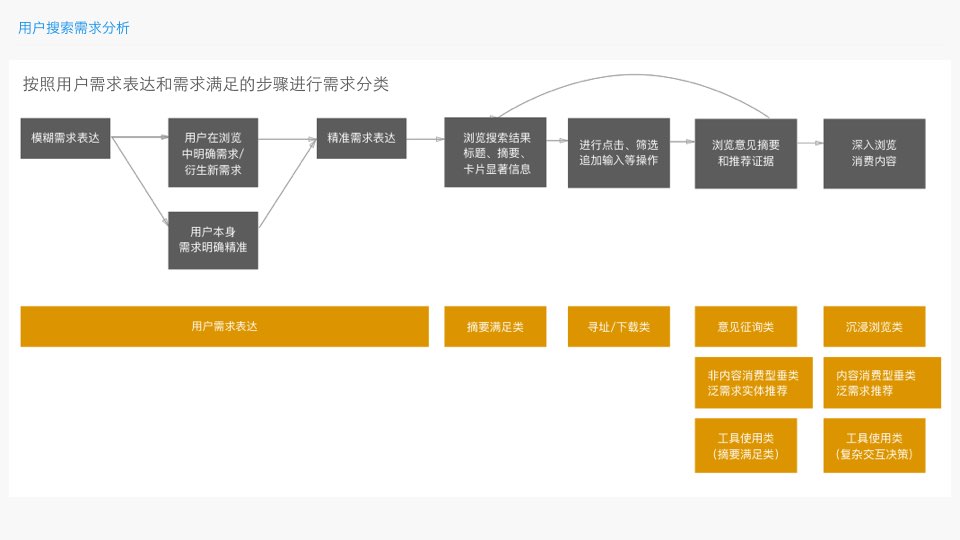 用户搜索需求分析
按照用户需求表达和需求满足的步骤进行需求分类
模糊需求表达
用户在浏览
中明确需求/
衍生新需求
精准需求表达
浏览搜索结果
标题、摘要、
卡片显著信息
进行点击、筛选
追加输入等操作
浏览意见摘要
和推荐证据
深入浏览
消费内容
用户本身
需求明确精准
用户需求表达
摘要满足类
寻址/下载类
意见征询类
沉浸浏览类
非内容消费型垂类
泛需求实体推荐
内容消费型垂类
泛需求推荐
工具使用类
（摘要满足类）
工具使用类
（复杂交互决策）